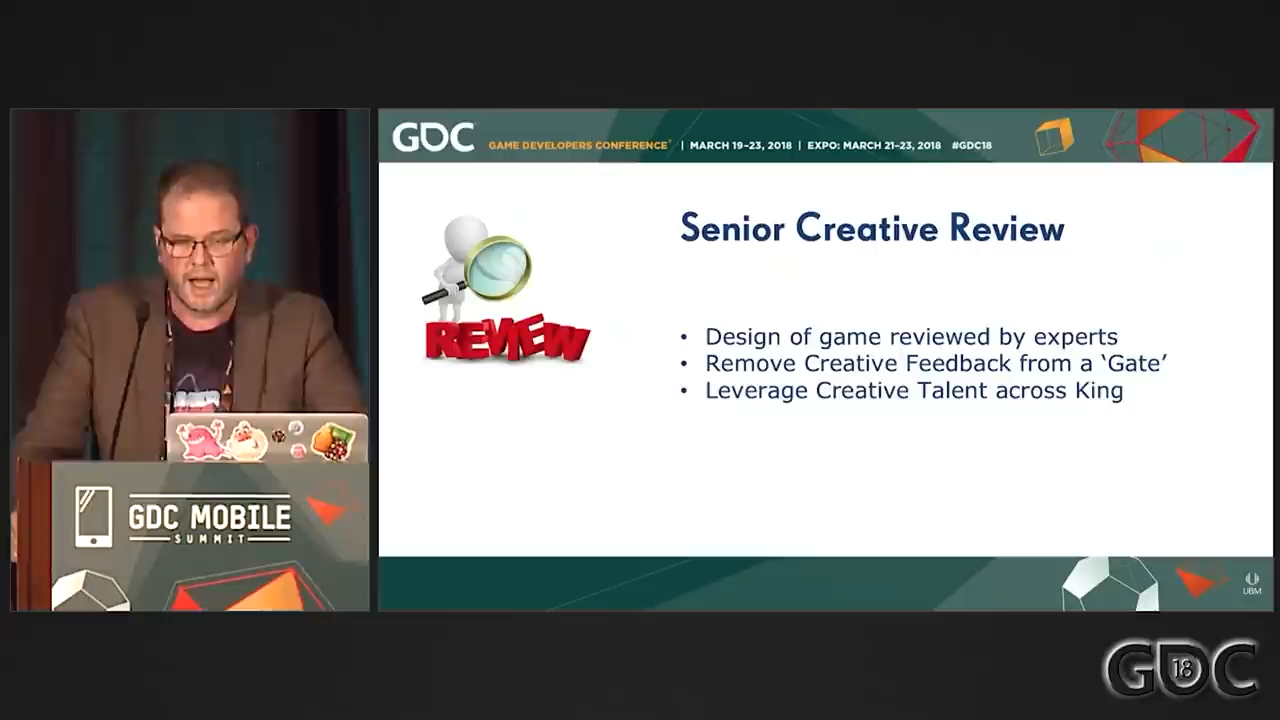 GDC GAME DEVELOPERS CONFERENCE | MARCH 19-23, 2018 | EXPO: MARCH 21-23, 2018 #GDC18
Senior Creative Review
REVIEW
• Design of game reviewed by experts
• Remove Creative Feedback from a ‘Gate’
• Leverage Creative Talent across King
GDC MOBILE
SUMMIT
UBM
GDC 18